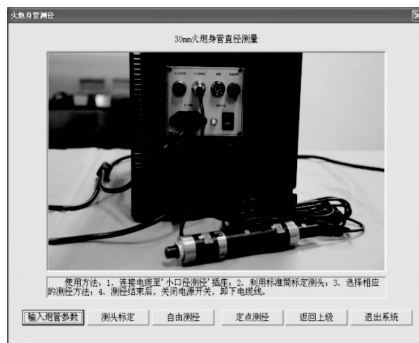 火炮身管测径
30mm火炮身管直径测量
使用方法：1、连接电缆至'小口径测径'插座；2、利用标准筒标定测头；3、选择相应
的测径方法；4、测径结束后，关闭电源开关，卸下电缆线。
输入炮管参数 测头标定 自由测径 定点测径 返回上级 退出系统